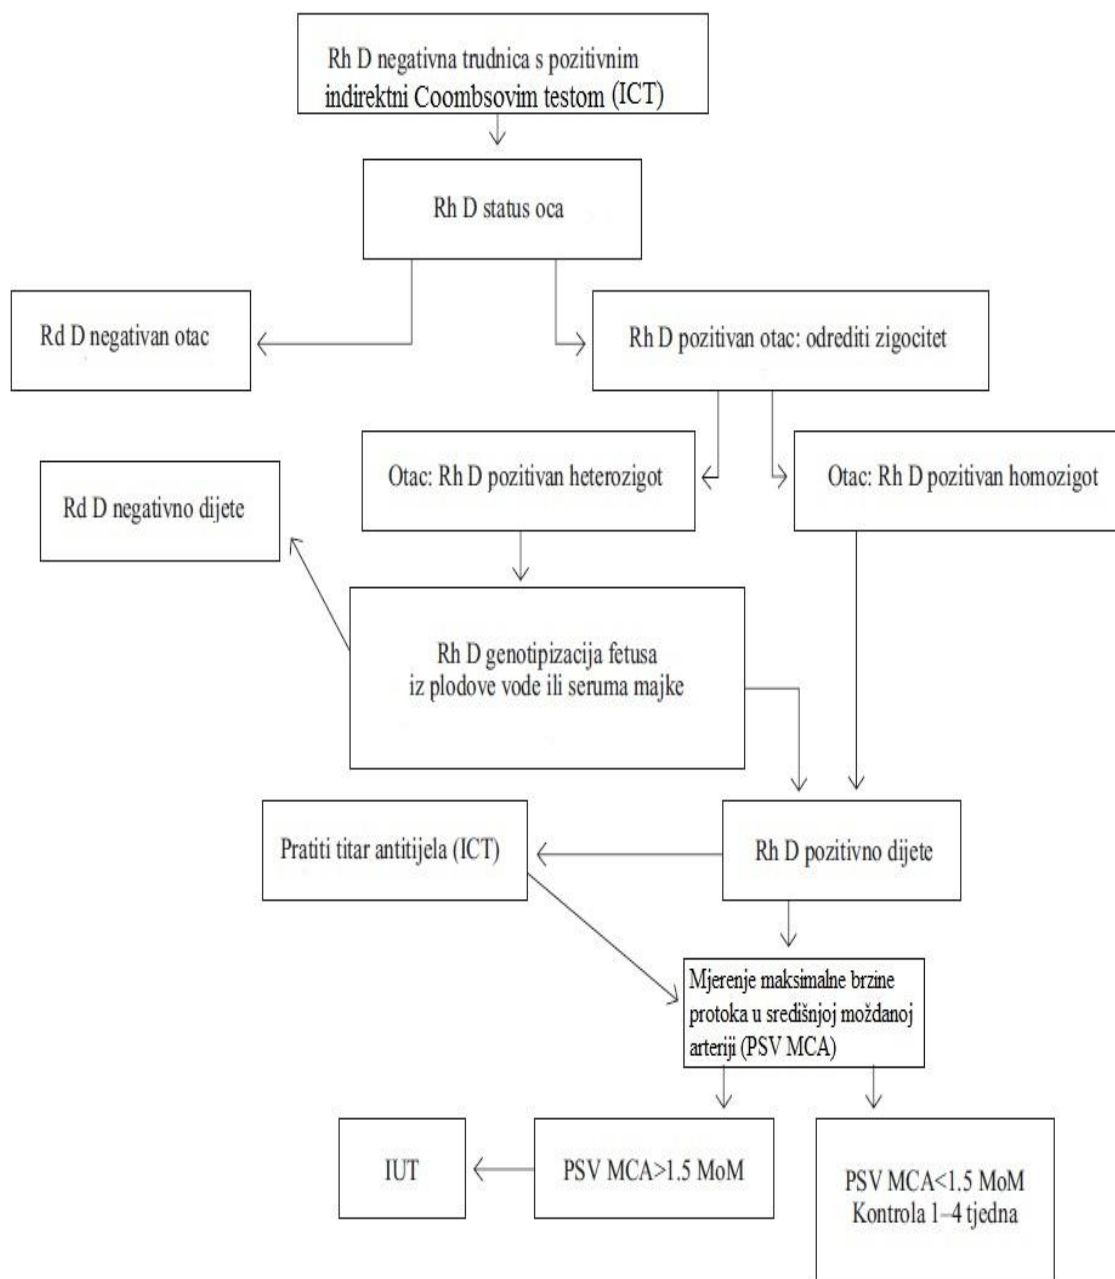 Rh D negativna trudnica s pozitivnim
indirektni Coombsovim testom (ICT)
Rh D status oca
Rd D negativan otac
Rh D pozitivan otac: odrediti zigocitet
Otac: Rh D pozitivan heterozigot
Otac: Rh D pozitivan homozigot
Rd D negativno dijete
Rh D genotipizacija fetusa
iz plodove vode ili seruma majke
Pratiti titar antitijela (ICT)
Rh D pozitivno dijete
Mjerenje maksimalne brzine
protoka u središnjoj moždanoj
arteriji (PSV MCA)
IUT
PSV MCA>1.5 MoM
PSV MCA<1.5 MoM
Kontrola 1–4 tjedna